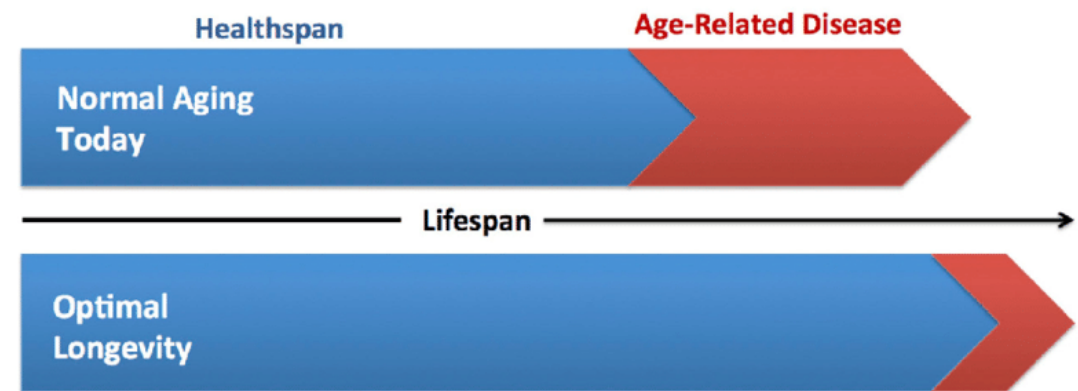 Healthspan
Age-Related Disease
Normal Aging
Today
Lifespan
Optimal
Longevity